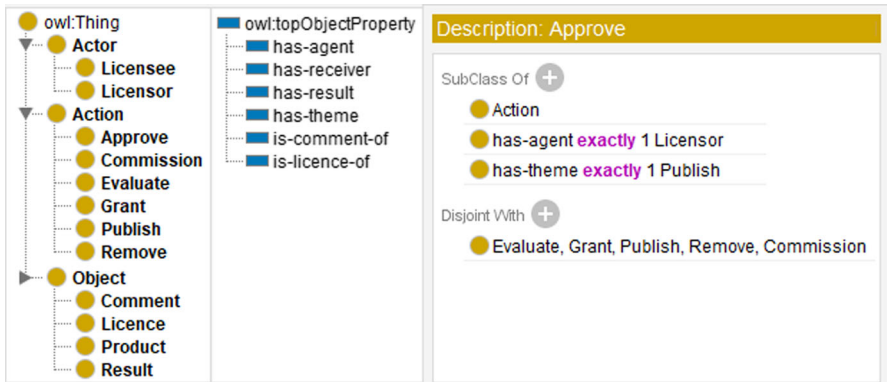 owl:Thing
Actor
Licensee
Licensor
Action
Approve
Commission
Evaluate
Grant
Publish
Remove
Object
Comment
Licence
Product
Result
owl:topObjectProperty
has-agent
has-receiver
has-result
has-theme
is-comment-of
is-licence-of
Description: Approve
SubClass Of
Action
has-agent exactly 1 Licensor
has-theme exactly 1 Publish
Disjoint With
Evaluate, Grant, Publish, Remove, Commission